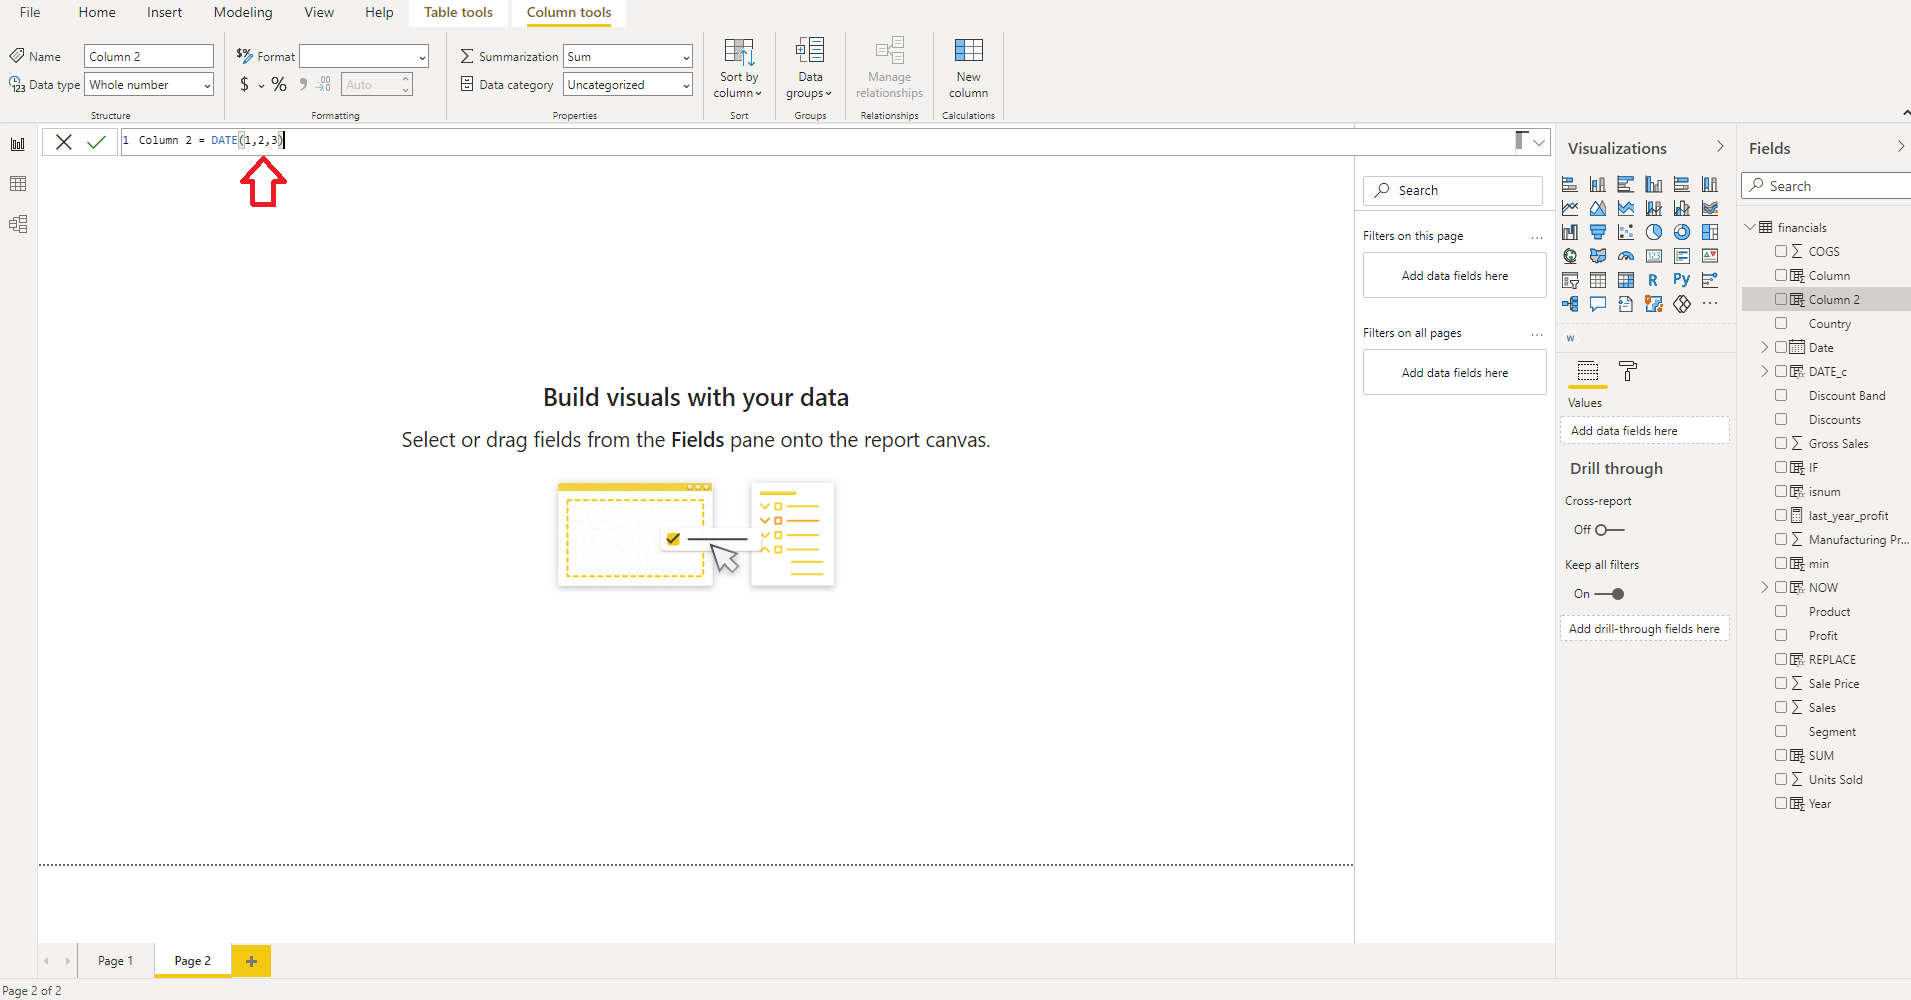 File Home Insert Modeling View Help Table tools Column tools
Name Column 2
Data type Whole number
Structure
$% Format
$ % Auto
Formatting
Summarization Sum
Data category Uncategorized
Properties
Sort by
column
Sort
Data
groups
Groups
Manage
relationships
Relationships
New
column
Calculations
1 Column 2 = DATE(1,2,3)
Build visuals with your data
Select or drag fields from the Fields pane onto the report canvas.
Search
Filters on this page ...
Add data fields here
Filters on all pages ...
Add data fields here
Visualizations
123
R Py
...
W
Values
Add data fields here
Drill through
Cross-report
Off
Keep all filters
On
Add drill-through fields here
Fields
Search
financials
COGS
Column
Column 2
Country
Date
DATE_c
Discount Band
Discounts
Gross Sales
IF
isnum
last_year_profit
Manufacturing Pr...
min
NOW
Product
Profit
REPLACE
Sale Price
Sales
Segment
SUM
Units Sold
Year
Page 1 Page 2 +
Page 2 of 2